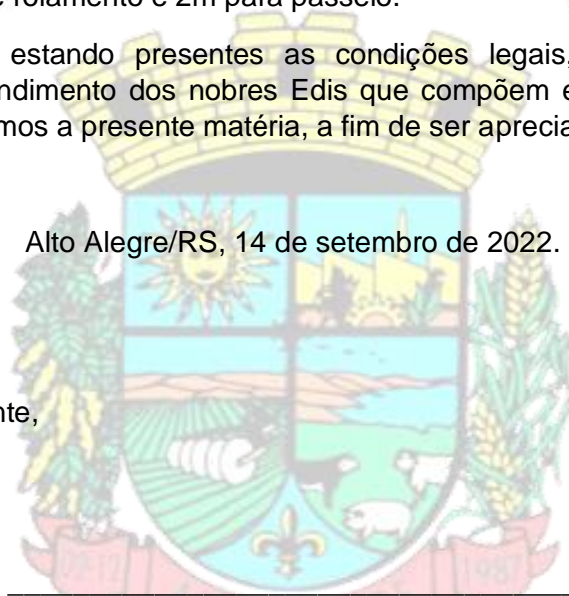 rolamento e 2m para passeio.
estando presentes as condições legais,
ndimento dos nobres Edis que compõem e
mos a presente matéria, a fim de ser aprecia
Alto Alegre/RS, 14 de setembro de 2022.
nte,
1987